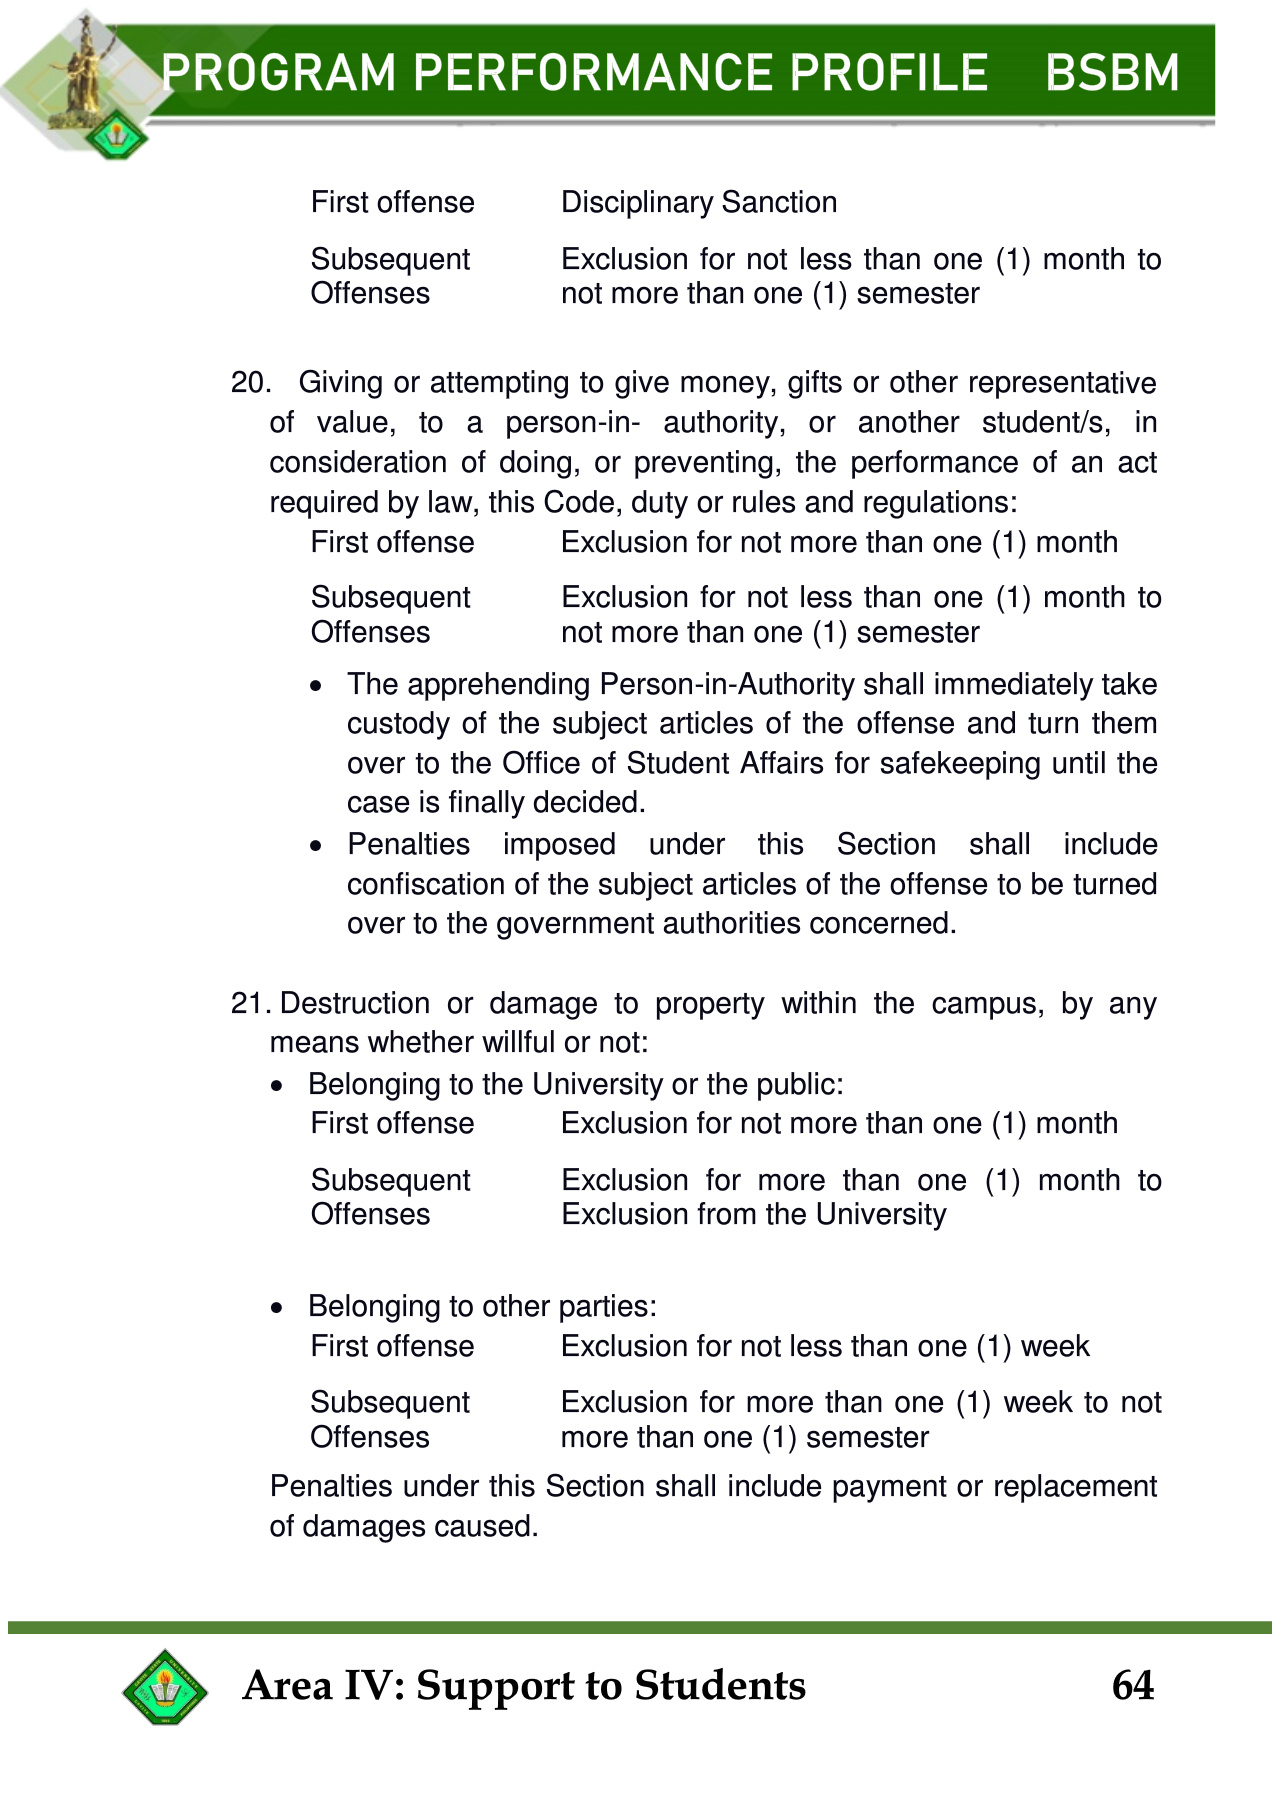 PROGRAM PERFORMANCE PROFILE BSBM
First offense Disciplinary Sanction
Subsequent Exclusion for not less than one (1) month to
Offenses not more than one (1) semester
20. Giving or attempting to give money, gifts or other representative
of value, to a person-in- authority, or another student/s, in
consideration of doing, or preventing, the performance of an act
required by law, this Code, duty or rules and regulations:
First offense Exclusion for not more than one (1) month
Subsequent Exclusion for not less than one (1) month to
Offenses not more than one (1) semester
• The apprehending Person-in-Authority shall immediately take
custody of the subject articles of the offense and turn them
over to the Office of Student Affairs for safekeeping until the
case is finally decided.
• Penalties imposed under this Section shall include
confiscation of the subject articles of the offense to be turned
over to the government authorities concerned.
21. Destruction or damage to property within the campus, by any
means whether willful or not:
• Belonging to the University or the public:
First offense Exclusion for not more than one (1) month
Subsequent Exclusion for more than one (1) month to
Offenses Exclusion from the University
• Belonging to other parties:
First offense Exclusion for not less than one (1) week
Subsequent Exclusion for more than one (1) week to not
Offenses more than one (1) semester
Penalties under this Section shall include payment or replacement
of damages caused.
Area IV: Support to Students 64